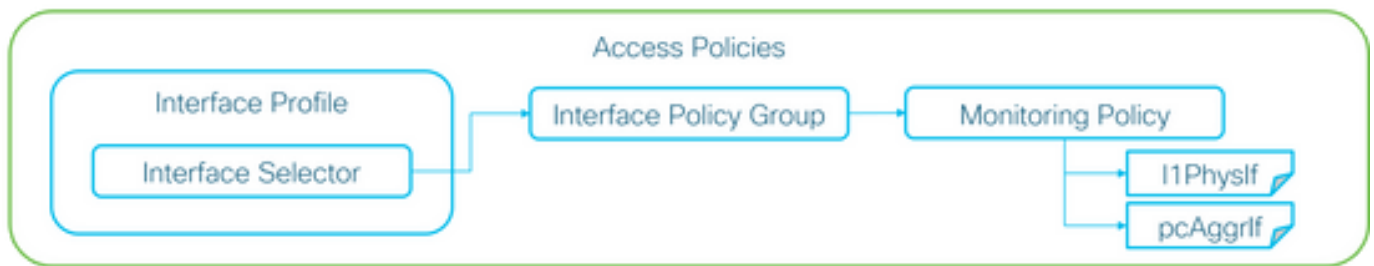 Access Policies
Interface Profile
Interface Selector
Interface Policy Group
Monitoring Policy
l1PhysIf
pcAggrIf